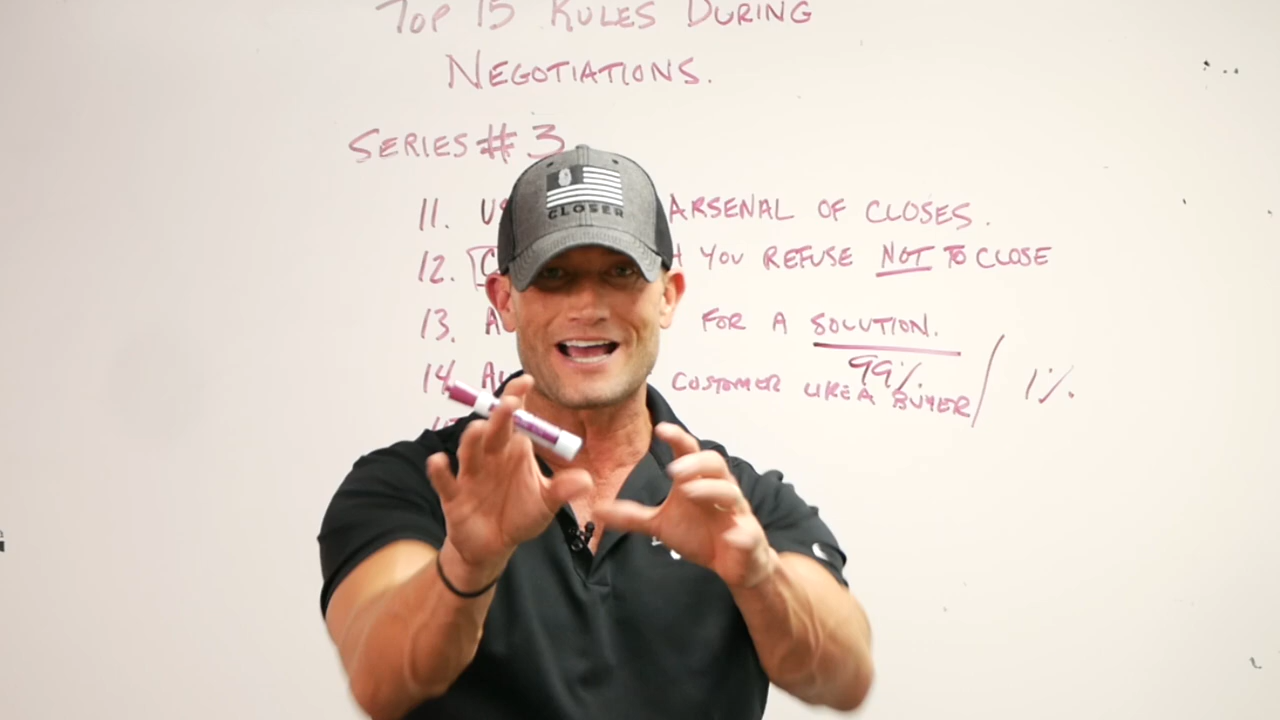 TOP 15 RULES DURING
NEGOTIATIONS.
SERIES #3
11. ARSENAL OF CLOSES.
12. YOU REFUSE NOT TO CLOSE
13. A FOR A SOLUTION.
99% / 1%
14 CUSTOMER LIKE A BUYER
CLOSER